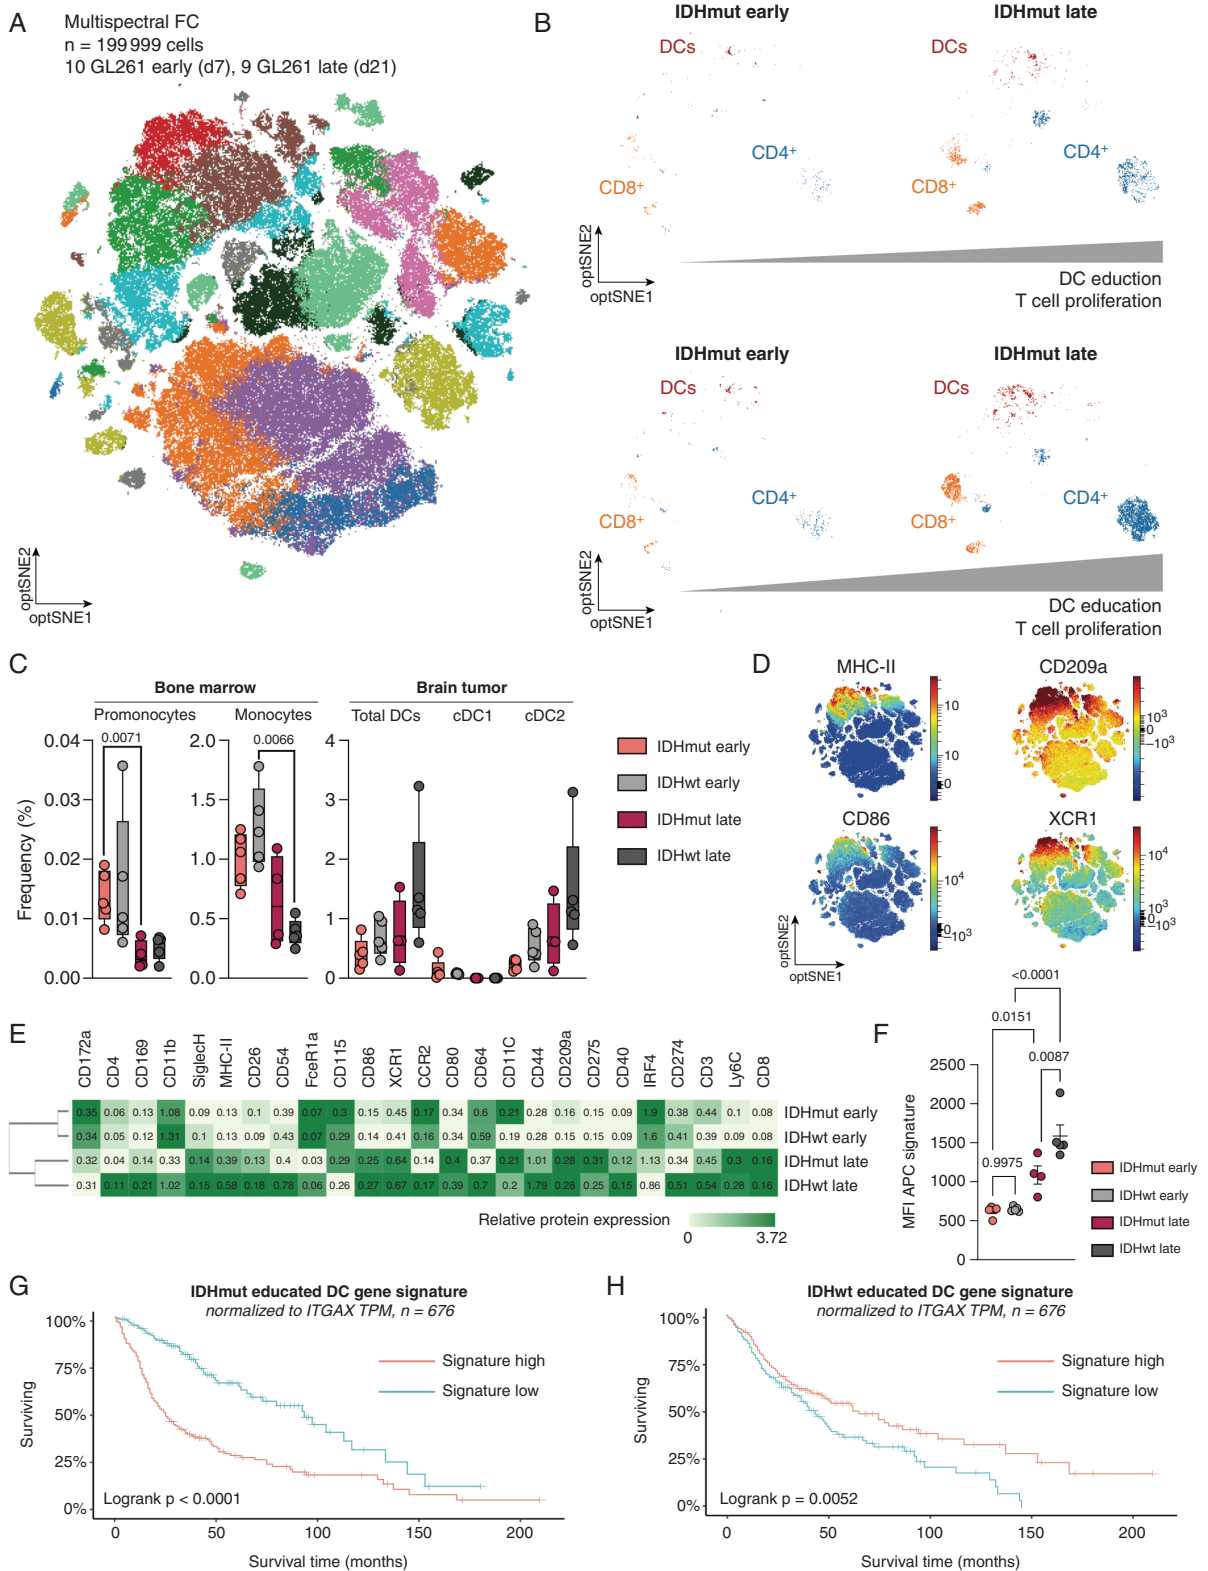 A
Multispectral FC
n = 199 999 cells
10 GL261 early (d7), 9 GL261 late (d21)
optSNE2
optSNE1
B
IDHmut early
IDHmut late
DCs
DCs
CD4+
CD4+
CD8+
CD8+
optSNE2
optSNE1
DC eduction
T cell proliferation
IDHmut early
IDHmut late
DCs
DCs
CD4+
CD4+
CD8+
CD8+
optSNE2
optSNE1
DC education
T cell proliferation
C
Bone marrow
Brain tumor
Promonocytes
Monocytes
Total DCs
cDC1
cDC2
0.0071
0.0066
Frequency (%)
0.04
0.03
0.02
0.01
0.00
2.0
1.5
1.0
0.5
0.0
4
3
2
1
0
IDHmut early
IDHwt early
IDHmut late
IDHwt late
D
MHC-II
CD209a
10
10
0
10³
0
−10³
CD86
XCR1
10⁴
0
−10³
10⁴
10³
0
−10³
optSNE2
optSNE1
E
CD172a CD4 CD169 CD11b SiglecH MHC-II CD26 CD54 FceR1a CD115 CD86 XCR1 CCR2 CD80 CD64 CD11C CD44 CD209a CD275 CD40 IRF4 CD274 CD3 Ly6C CD8
0.35 0.06 0.13 1.08 0.09 0.13 0.1 0.39 0.07 0.3 0.15 0.45 0.17 0.34 0.6 0.21 0.28 0.16 0.15 0.09 1.9 0.38 0.44 0.1 0.08 IDHmut early
0.34 0.05 0.12 1.31 0.1 0.13 0.09 0.43 0.07 0.29 0.14 0.41 0.16 0.34 0.59 0.19 0.28 0.15 0.15 0.09 1.6 0.41 0.39 0.09 0.08 IDHwt early
0.32 0.04 0.14 0.33 0.14 0.39 0.13 0.4 0.03 0.29 0.25 0.64 0.14 0.4 0.37 0.21 1.01 0.28 0.31 0.12 1.13 0.34 0.45 0.3 0.16 IDHmut late
0.31 0.11 0.21 1.02 0.15 0.58 0.18 0.78 0.06 0.26 0.27 0.67 0.17 0.39 0.7 0.2 1.79 0.28 0.25 0.15 0.86 0.51 0.54 0.28 0.16 IDHwt late
Relative protein expression
0
3.72
F
<0.0001
0.0151
0.0087
0.9975
MFI APC signature
2500
2000
1500
1000
500
0
IDHmut early
IDHwt early
IDHmut late
IDHwt late
G
IDHmut educated DC gene signature
normalized to ITGAX TPM, n = 676
Surviving
100%
75%
50%
25%
0%
Signature high
Signature low
Logrank p < 0.0001
0 50 100 150 200
Survival time (months)
H
IDHwt educated DC gene signature
normalized to ITGAX TPM, n = 676
Surviving
100%
75%
50%
25%
0%
Signature high
Signature low
Logrank p = 0.0052
0 50 100 150 200
Survival time (months)